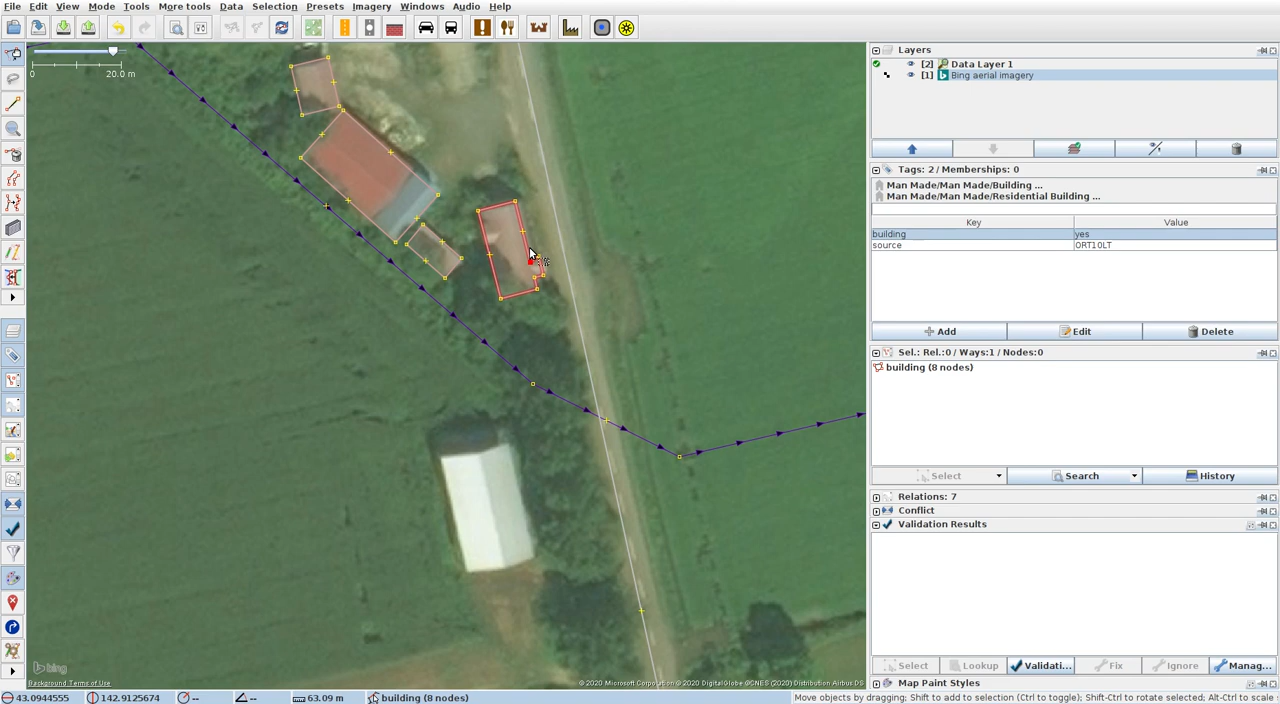 File Edit View Mode Tools More tools Data Selection Presets Imagery Windows Audio Help
0 20.0 m
Layers
[2] Data Layer 1
[1] Bing aerial imagery
Tags: 2 / Memberships: 0
Man Made/Man Made/Building ...
Man Made/Man Made/Residential Building ...
Key Value
building yes
source ORT10LT
Add Edit Delete
Sel.: Rel.:0 / Ways:1 / Nodes:0
building (8 nodes)
Select Search History
Relations: 7
Conflict
Validation Results
Select Lookup Validati... Fix Ignore Manag...
Map Paint Styles
bing
Background Terms of Use
© 2020 Microsoft Corporation © 2020 DigitalGlobe ©CNES (2020) Distribution Airbus DS
43.0944555 142.9125674 -- -- 63.09 m building (8 nodes) Move objects by dragging; Shift to add to selection (Ctrl to toggle); Shift-Ctrl to rotate selected; Alt-Ctrl to scale